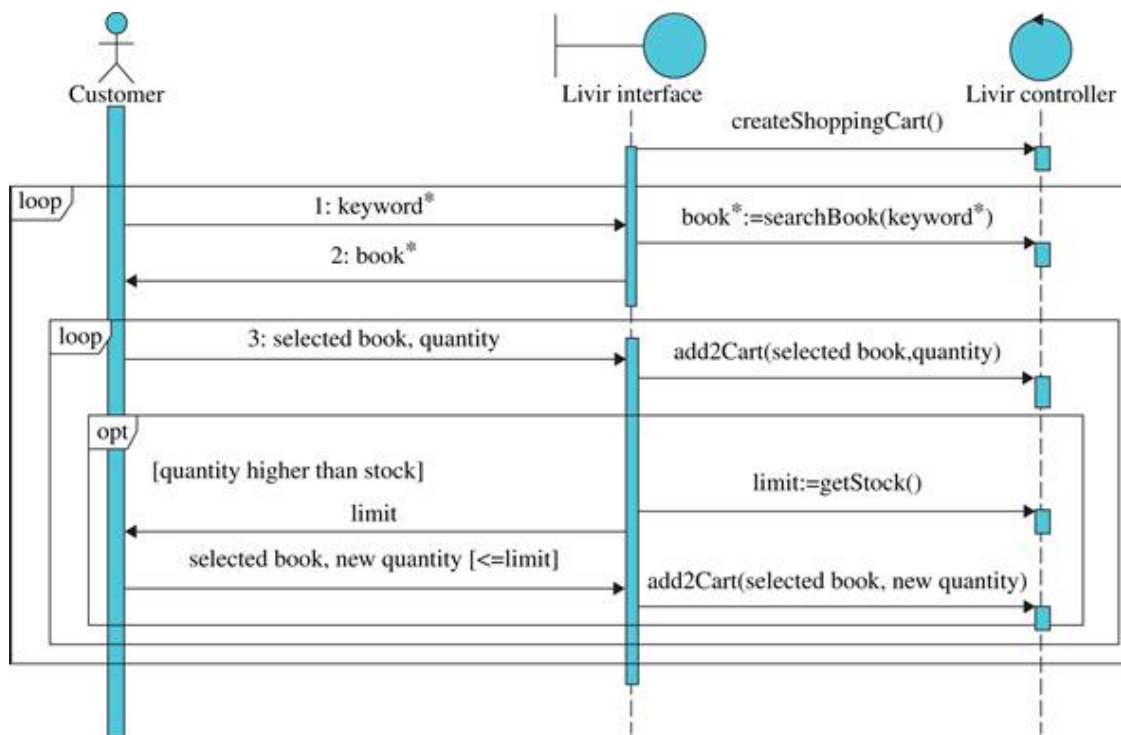 Customer
Livir interface
Livir controller
createShoppingCart()
loop
1: keyword*
book*:=searchBook(keyword*)
2: book*
loop
3: selected book, quantity
add2Cart(selected book,quantity)
opt
[quantity higher than stock]
limit:=getStock()
limit
selected book, new quantity [<=limit]
add2Cart(selected book, new quantity)